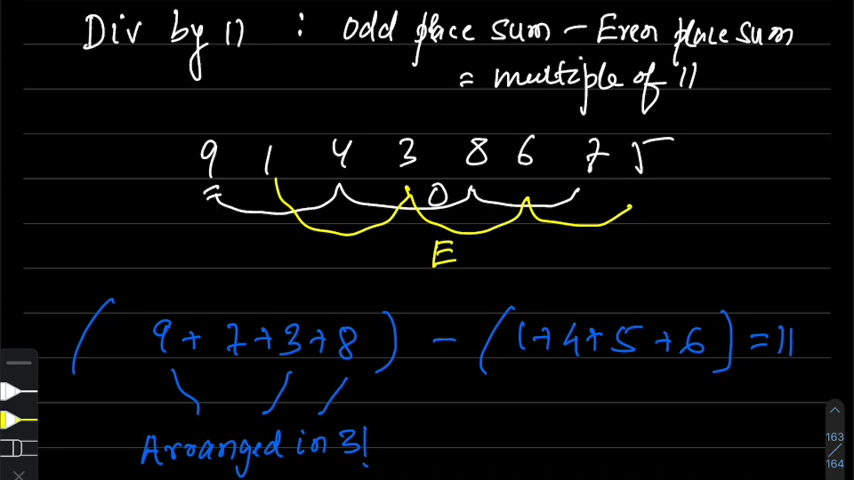 Div by 11 : odd place sum - Even place sum
= multiple of 11
9 1 4 3 8 6 7 5
O
E
( 9 + 7 + 3 + 8 ) - ( 1 + 4 + 5 + 6 ) = 11
Arranged in 3!
163
/
164